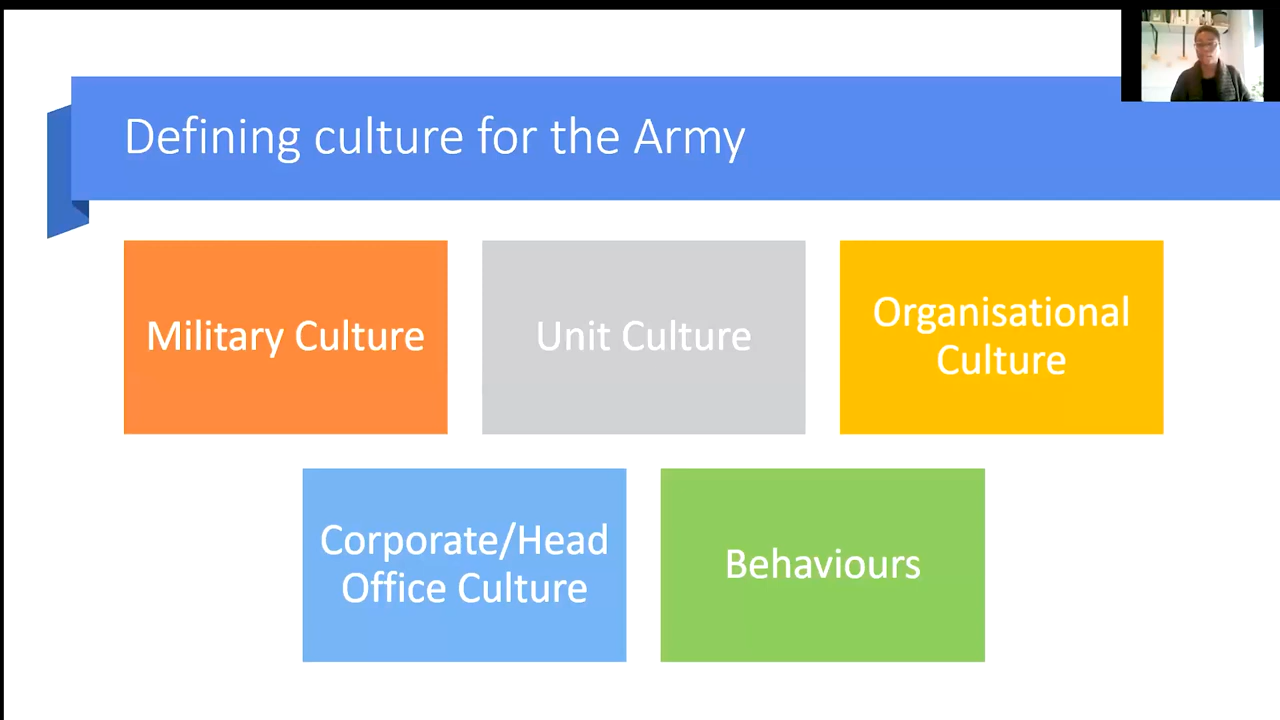 Defining culture for the Army
Military Culture
Unit Culture
Organisational
Culture
Corporate/Head
Office Culture
Behaviours